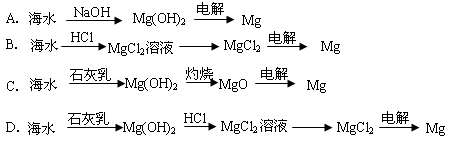 A. 海水 NaOH Mg(OH)₂ 电解 Mg
B. 海水 HCl MgCl₂溶液 MgCl₂ 电解 Mg
C. 海水 石灰乳 Mg(OH)₂ 灼烧 MgO 电解 Mg
D. 海水 石灰乳 Mg(OH)₂ HCl MgCl₂溶液 MgCl₂ 电解 Mg